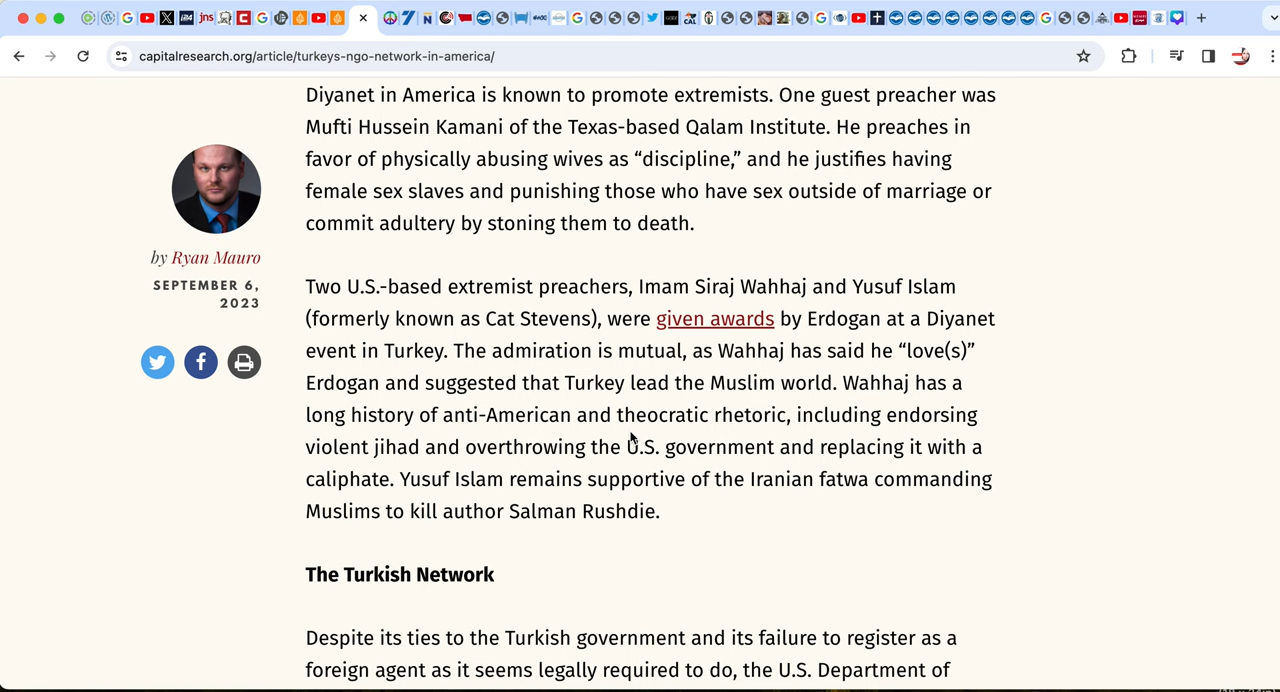 jns
capitalresearch.org/article/turkeys-ngo-network-in-america/
Diyanet in America is known to promote extremists. One guest preacher was
Mufti Hussein Kamani of the Texas-based Qalam Institute. He preaches in
favor of physically abusing wives as “discipline,” and he justifies having
female sex slaves and punishing those who have sex outside of marriage or
commit adultery by stoning them to death.
by Ryan Mauro
SEPTEMBER 6,
2023
Two U.S.-based extremist preachers, Imam Siraj Wahhaj and Yusuf Islam
(formerly known as Cat Stevens), were given awards by Erdogan at a Diyanet
event in Turkey. The admiration is mutual, as Wahhaj has said he “love(s)”
Erdogan and suggested that Turkey lead the Muslim world. Wahhaj has a
long history of anti-American and theocratic rhetoric, including endorsing
violent jihad and overthrowing the U.S. government and replacing it with a
caliphate. Yusuf Islam remains supportive of the Iranian fatwa commanding
Muslims to kill author Salman Rushdie.
The Turkish Network
Despite its ties to the Turkish government and its failure to register as a
foreign agent as it seems legally required to do, the U.S. Department of